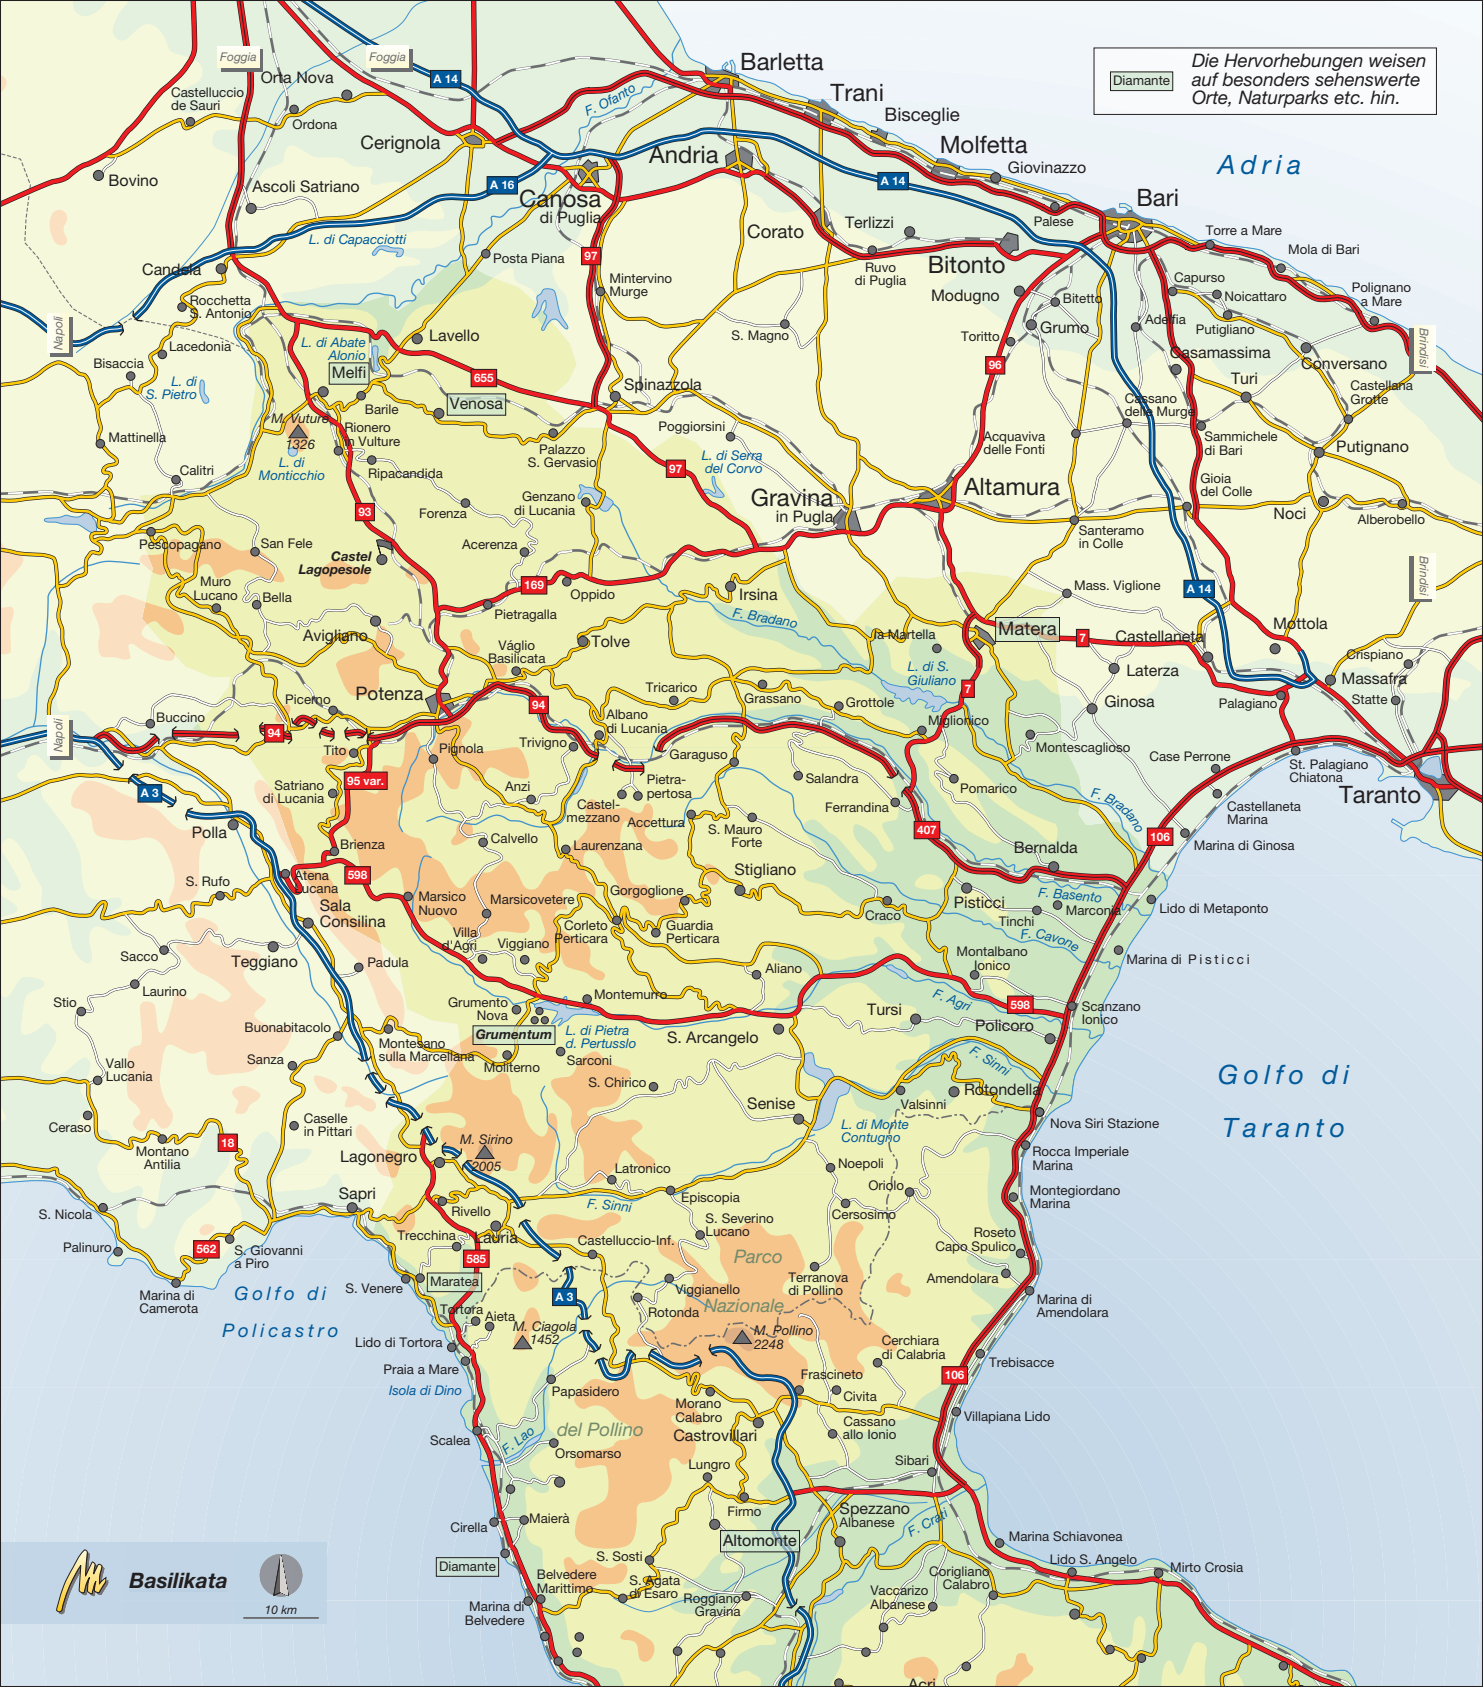 Die Hervorhebungen weisen
auf besonders sehenswerte
Orte, Naturparks etc. hin.
Diamante
Foggia
Foggia
A 14
Barletta
Orta Nova
Castelluccio
de Sauri
Ordona
F. Ofanto
Trani
Bisceglie
Cerignola
Andria
Molfetta
Giovinazzo
Adria
Bovino
Ascoli Satriano
A 16
A 14
Canosa
di Puglia
Bari
Palese
Corato
Terlizzi
Torre a Mare
Mola di Bari
L. di Capacciotti
Posta Piana
97
Ruvo
di Puglia
Bitonto
Modugno
Bitetto
Capurso
Noicattaro
Polignano
a Mare
Candela
Mintervino
Murge
Rocchetta
S. Antonio
Napoli
Lacedonia
Bisaccia
L. di
S. Pietro
L. di Abate
Alonio
Melfi
Lavello
655
S. Magno
Toritto
Grumo
Adelfia
Putigliano
Brindisi
96
Casamassima
Conversano
Turi
Castellana
Grotte
Venosa
Barile
Spinazzola
Cassano
delle Murge
M. Vuture
1326
Rionero
in Vulture
Mattinella
Poggiorsini
Acquaviva
delle Fonti
Sammichele
di Bari
Putignano
Palazzo
S. Gervasio
L. di
Monticchio
Ripacandida
Calitri
97
L. di Serra
del Corvo
Gioia
del Colle
Altamura
Gravina
in Puglia
Forenza
Genzano
di Lucania
93
Noci
Alberobello
Santeramo
in Colle
Pescopagano
San Fele
Castel
Lagopesole
Acerenza
Muro
Lucano
Bella
169
Oppido
Irsina
Mass. Viglione
A 14
Brindisi
Pietragalla
F. Bradano
Avigliano
Tolve
la Martella
Matera
7
Castellaneta
Mottola
Crispiano
Váglio
Basilicata
L. di S.
Giuliano
Laterza
Massafra
Potenza
Picerno
Tricarico
Grassano
7
Grottole
Ginosa
Palagiano
Statte
Buccino
94
94
Albano
di Lucania
Miglionico
Napoli
Tito
Pignola
Trivigno
Garaguso
Montescaglioso
Case Perrone
St. Palagiano
Chiatona
Taranto
A 3
95 var.
Satriano
di Lucania
Anzi
Pietra-
pertosa
Castel-
mezzano
Salandra
Pomarico
Ferrandina
F. Bradano
Castellaneta
Marina
Polla
Accettura
S. Mauro
Forte
407
106
Marina di Ginosa
Brienza
Calvello
Laurenzana
Bernalda
598
Atena
Lucana
Stigliano
S. Rufo
Marsico
Nuovo
Marsicovetere
Gorgoglione
F. Basento
Pisticci
Marconia
Lido di Metaponto
Sala
Consilina
Craco
Tinchi
Corleto
Perticara
Guardia
Perticara
F. Cavone
Villa
d'Agri
Viggiano
Sacco
Teggiano
Padula
Montalbano
Ionico
Marina di Pisticci
Aliano
Laurino
Stio
Grumento
Nova
Montemurro
F. Agri
598
Scanzano
Ionico
Tursi
Policoro
Buonabitacolo
Grumentum
L. di Pietra
d. Pertusslo
S. Arcangelo
Montesano
sulla Marcellana
Moliterno
Sarconi
Sanza
F. Sinni
Vallo
Lucania
S. Chirico
Golfo di
Taranto
Rotondella
Valsinni
Senise
Caselle
in Pittari
Ceraso
L. di Monte
Contugno
Nova Siri Stazione
18
Montano
Antilia
M. Sirino
2005
Lagonegro
Rocca Imperiale
Marina
Noepoli
Latronico
Oriolo
Montegiordano
Marina
Sapri
Episcopia
F. Sinni
Cersosimo
S. Nicola
Rivello
Trecchina
Lauria
S. Severino
Lucano
Roseto
Capo Spulico
Palinuro
562
S. Giovanni
a Piro
585
Castelluccio-Inf.
Parco
Nazionale
Terranova
di Pollino
Amendolara
Marina di
Camerota
S. Venere
Maratea
A 3
Viggianello
Rotonda
Marina di
Amendolara
Golfo di
Policastro
Tortora
Aieta
M. Ciagola
1452
M. Pollino
2248
Lido di Tortora
Cerchiara
di Calabria
Trebisacce
Praia a Mare
Isola di Dino
Papasidero
Frascineto
106
Civita
Morano
Calabro
Villapiana Lido
Cassano
allo Ionio
Castrovillari
del Pollino
Scalea
F. Lao
Orsomarso
Lungro
Sibari
Firmo
Spezzano
Albanese
F. Crati
Cirella
Maierà
Altomonte
Marina Schiavonea
Diamante
S. Sosti
Lido S. Angelo
Mirto Crosia
Corigliano
Calabro
Belvedere
Marittimo
S. Agata
di Esaro
Roggiano
Gravina
Vaccarizo
Albanese
Marina di
Belvedere
Basilikata
10 km
Acri